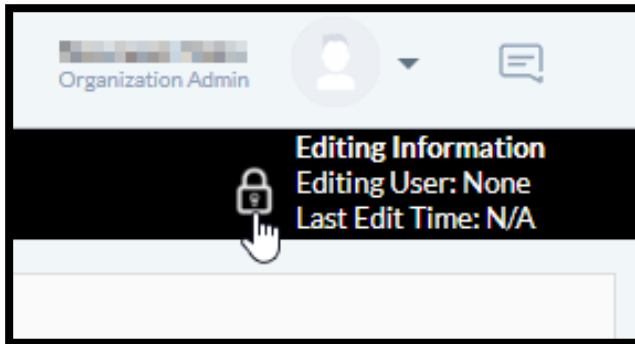 Organization Admin
Editing Information
Editing User: None
Last Edit Time: N/A